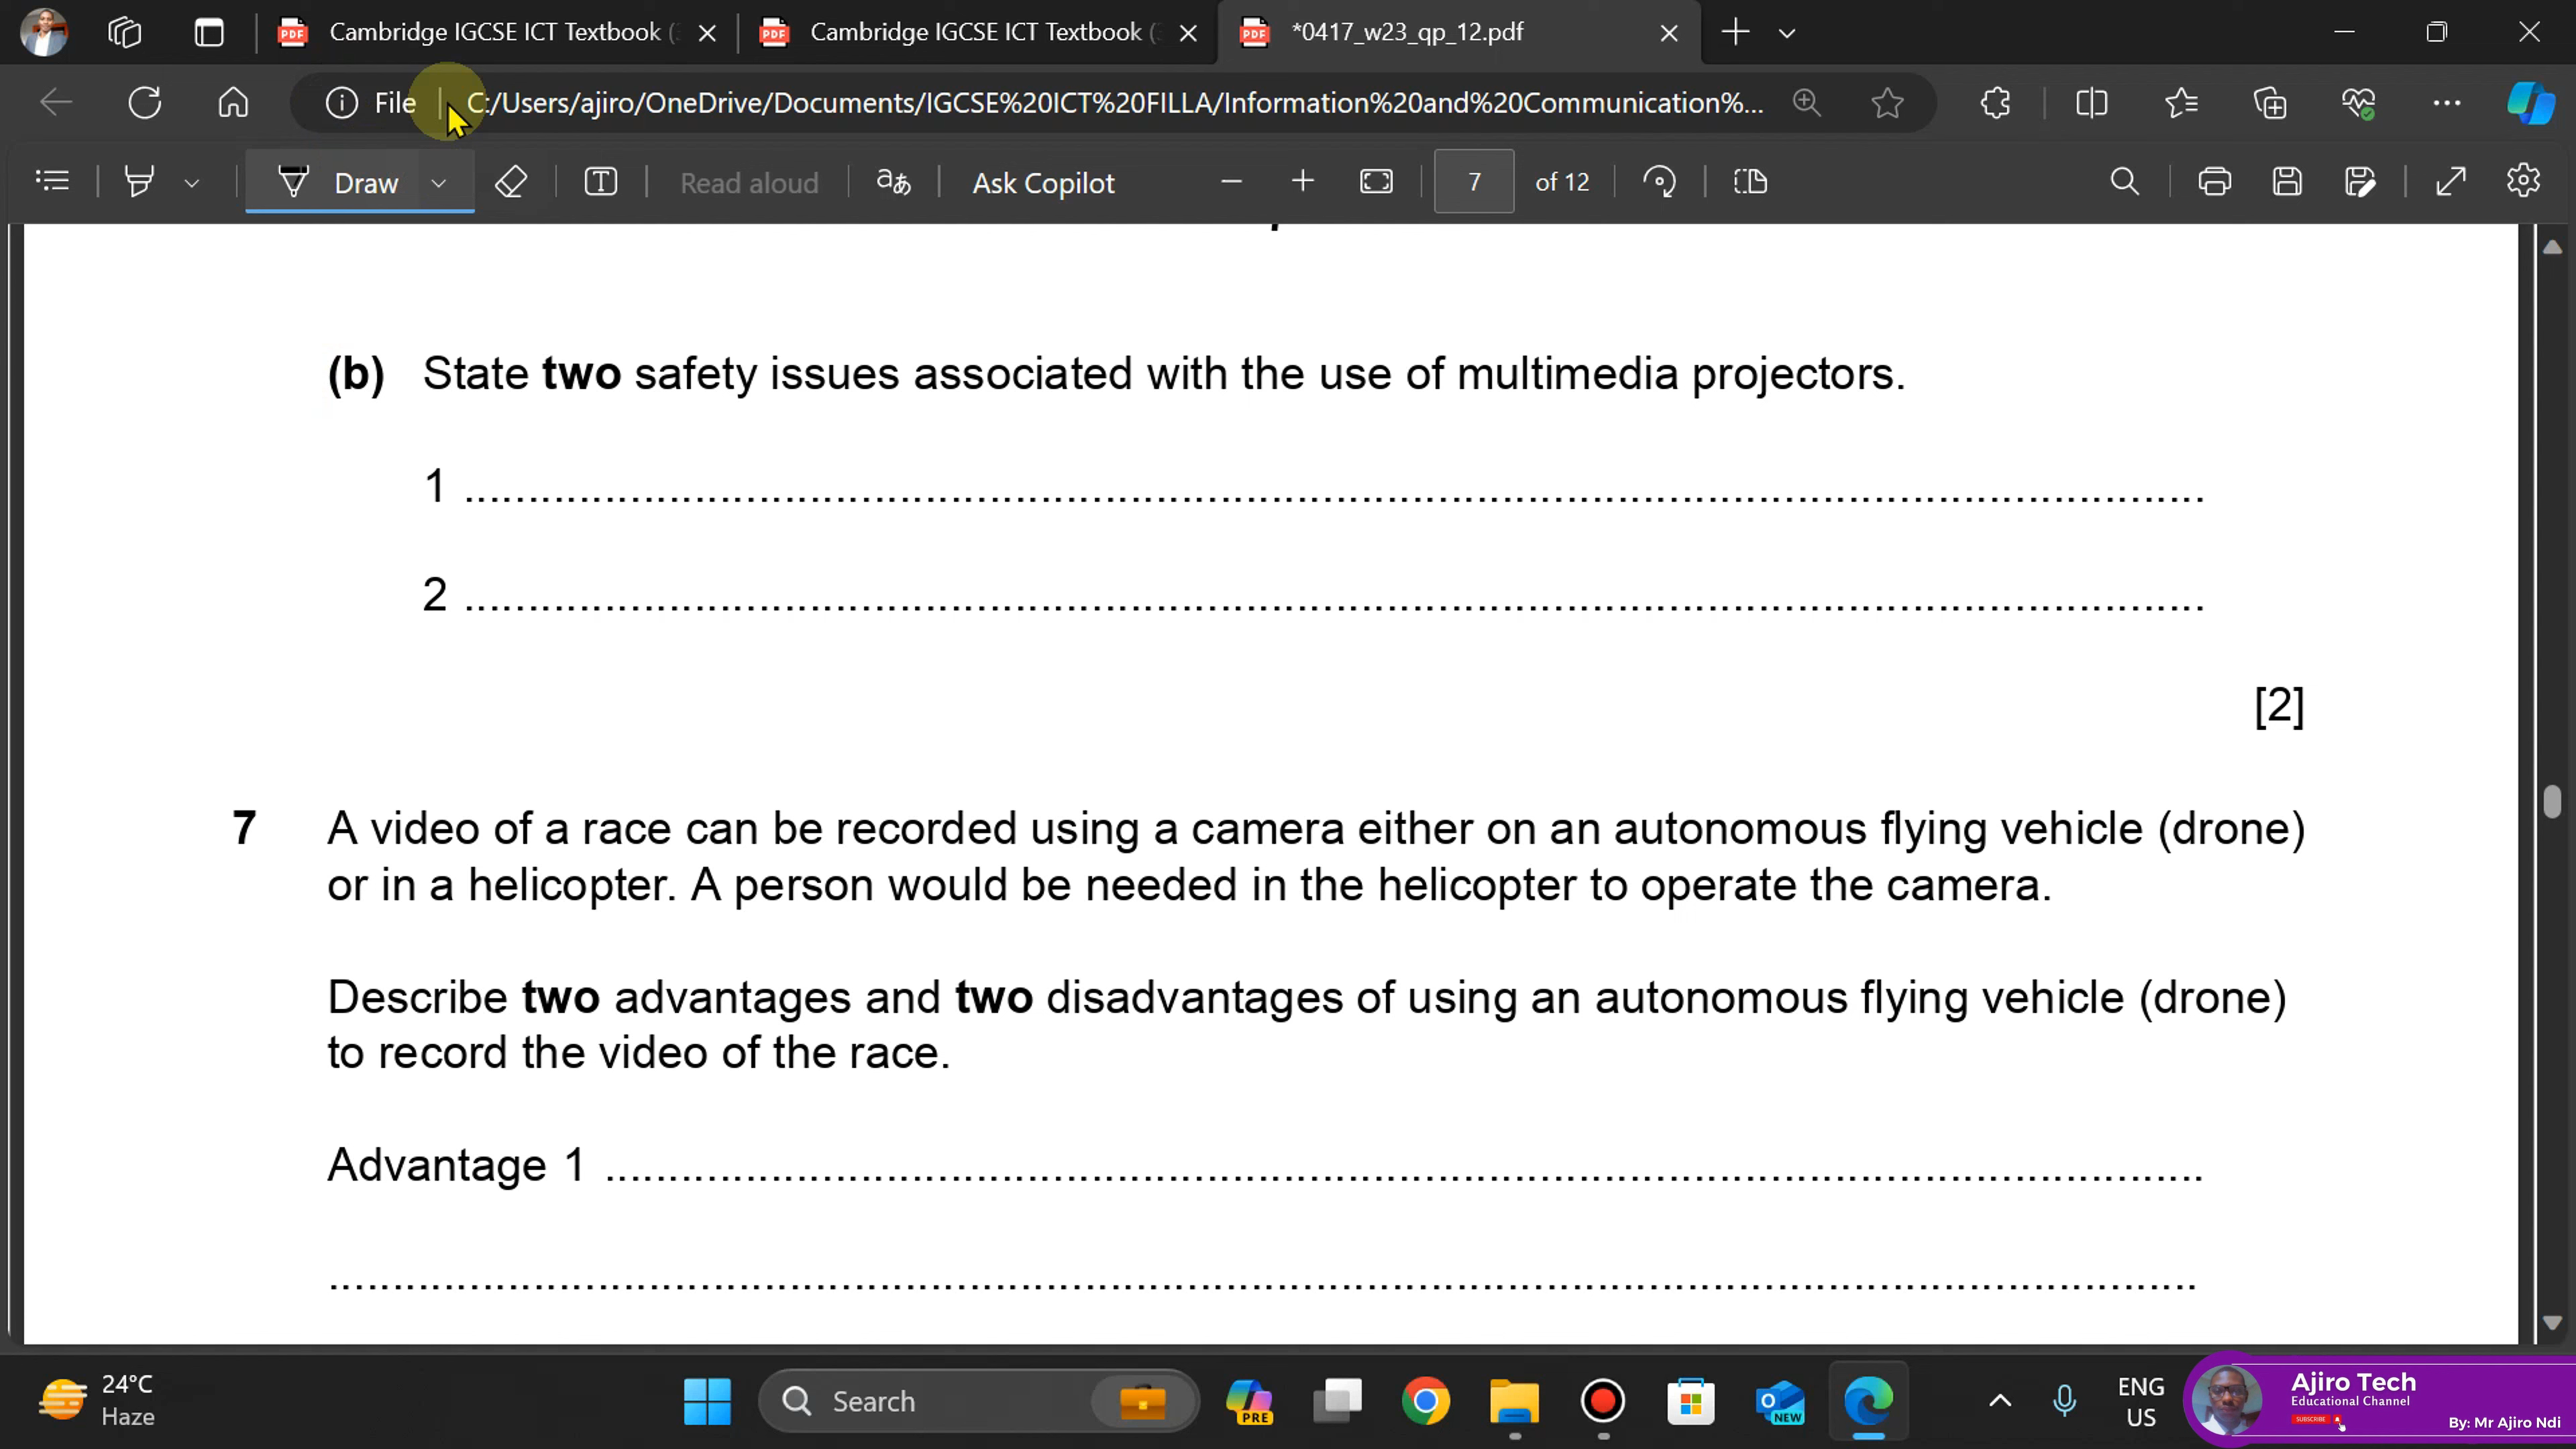 Cambridge IGCSE ICT Textbook (
Cambridge IGCSE ICT Textbook (
*0417_w23_qp_12.pdf
File
C:/Users/ajiro/OneDrive/Documents/IGCSE%20ICT%20FILLA/Information%20and%20Communication%...
Draw
Read aloud
Ask Copilot
7 of 12
(b) State two safety issues associated with the use of multimedia projectors.
1 ........................................................................................................................................
2 ........................................................................................................................................
[2]
7 A video of a race can be recorded using a camera either on an autonomous flying vehicle (drone)
or in a helicopter. A person would be needed in the helicopter to operate the camera.
Describe two advantages and two disadvantages of using an autonomous flying vehicle (drone)
to record the video of the race.
Advantage 1 .............................................................................................................................
..................................................................................................................................................
24°C
Haze
Search
PRE
NEW
ENG
US
Ajiro Tech
Educational Channel
SUBSCRIBE
By: Mr Ajiro Ndi